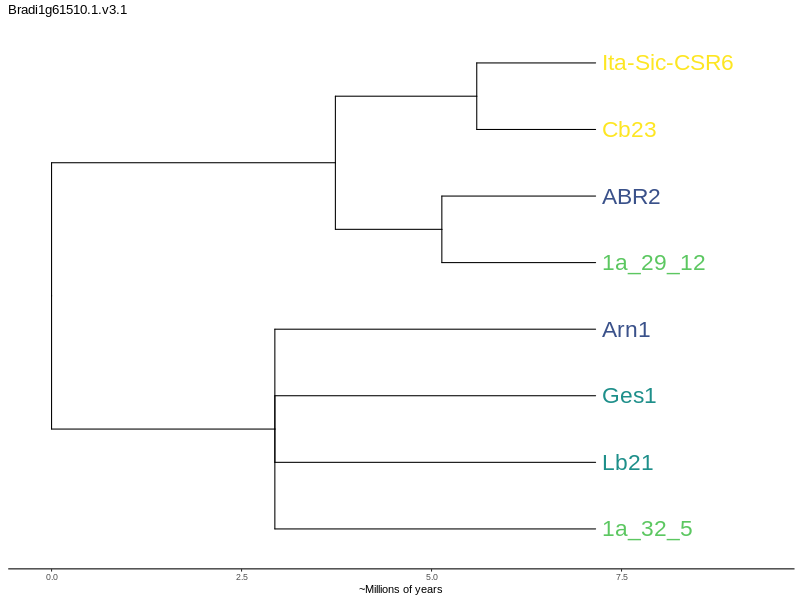 Bradi1g61510.1.v3.1
Ita-Sic-CSR6
Cb23
ABR2
1a_29_12
Arn1
Ges1
Lb21
1a_32_5
0.0 2.5 5.0 7.5
~Millions of years